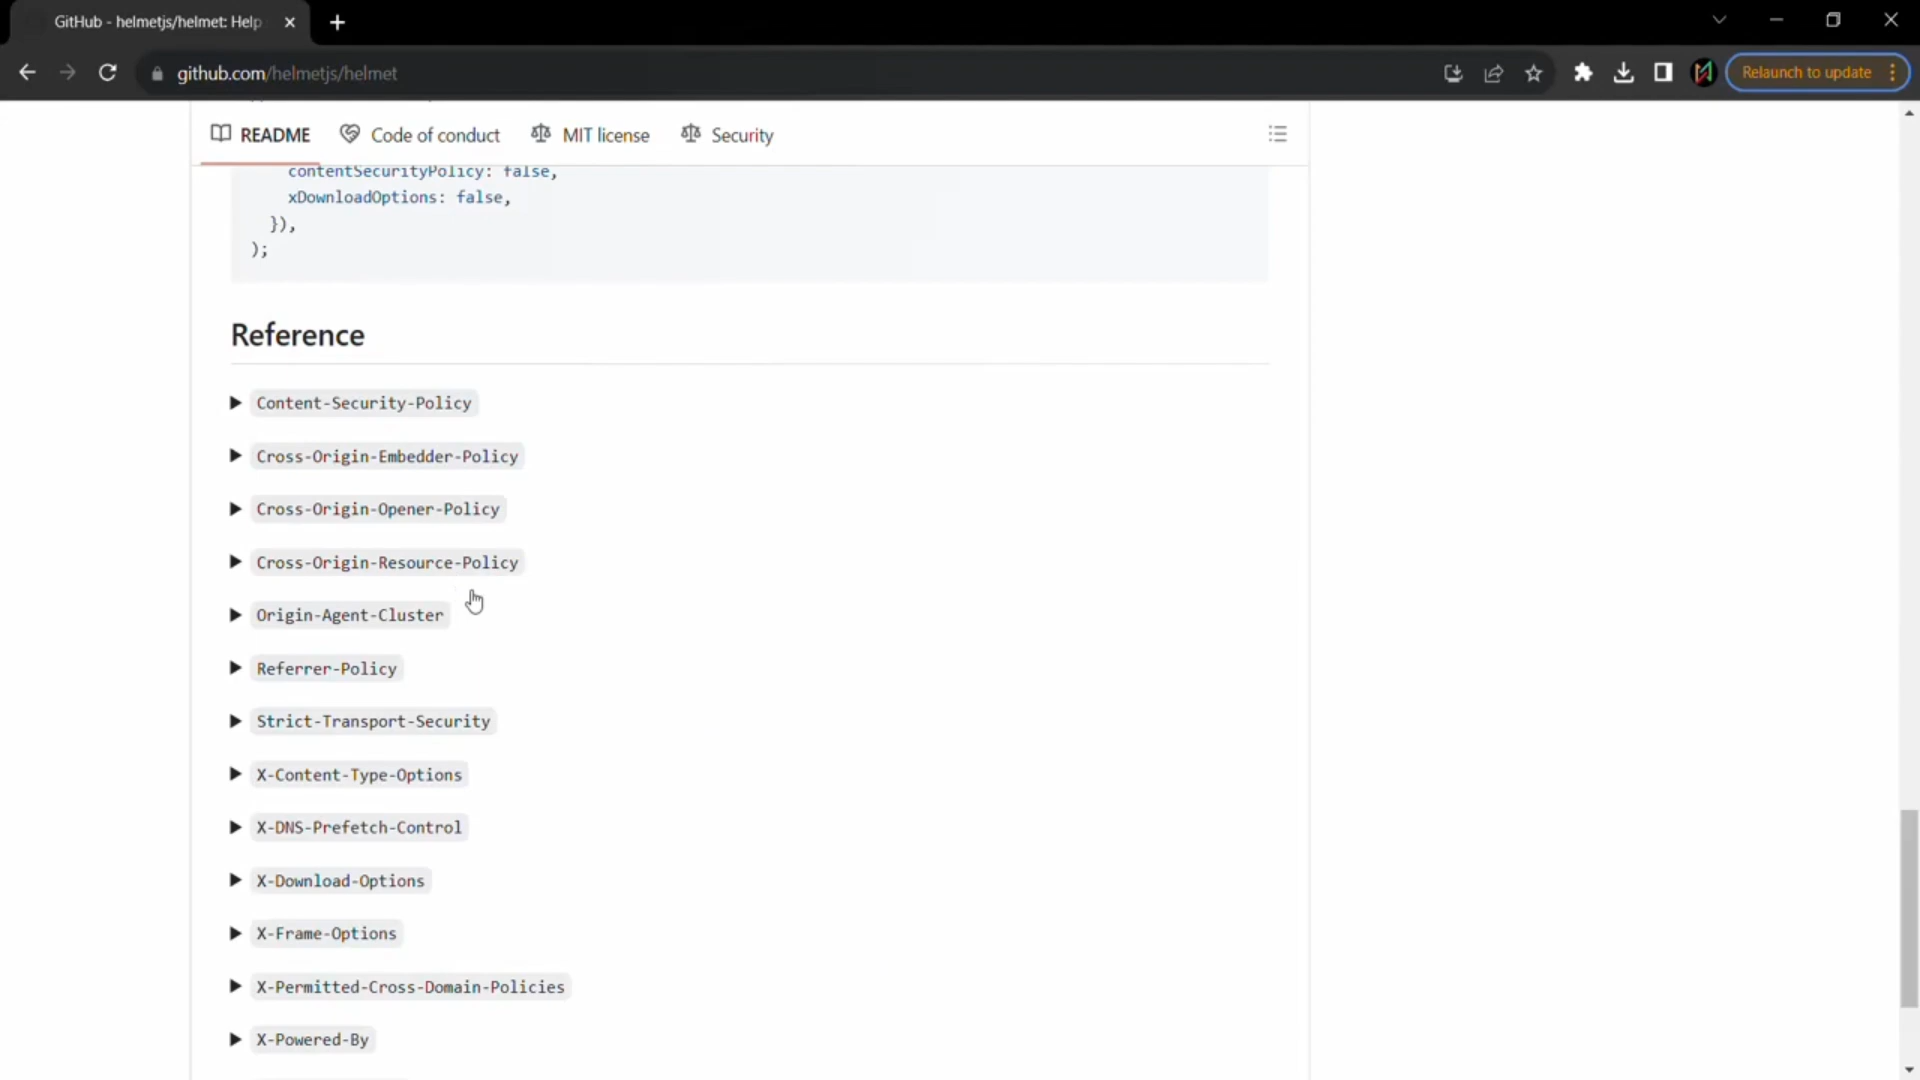 GitHub - helmetjs/helmet: Help
github.com/helmetjs/helmet
Relaunch to update
README
Code of conduct
MIT license
Security
contentSecurityPolicy: false,
xDownloadOptions: false,
}),
);
Reference
Content-Security-Policy
Cross-Origin-Embedder-Policy
Cross-Origin-Opener-Policy
Cross-Origin-Resource-Policy
Origin-Agent-Cluster
Referrer-Policy
Strict-Transport-Security
X-Content-Type-Options
X-DNS-Prefetch-Control
X-Download-Options
X-Frame-Options
X-Permitted-Cross-Domain-Policies
X-Powered-By